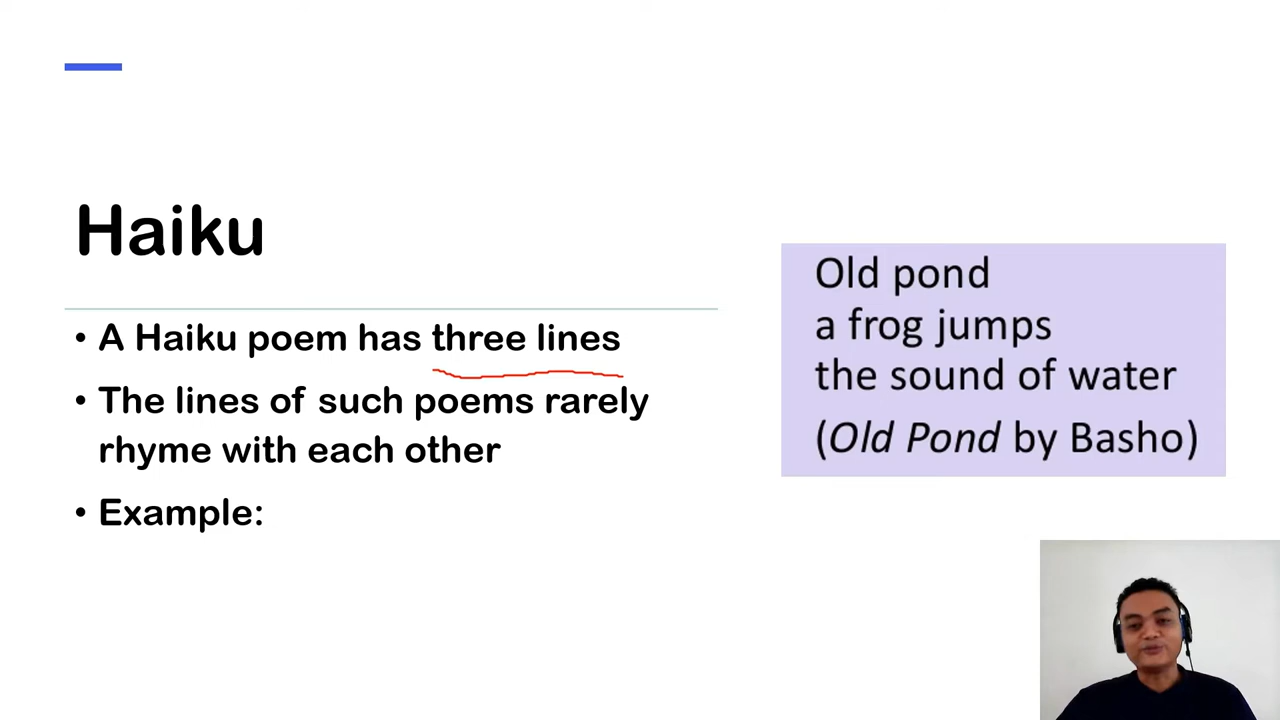 Haiku
• A Haiku poem has three lines
• The lines of such poems rarely
rhyme with each other
• Example:
Old pond
a frog jumps
the sound of water
(Old Pond by Basho)